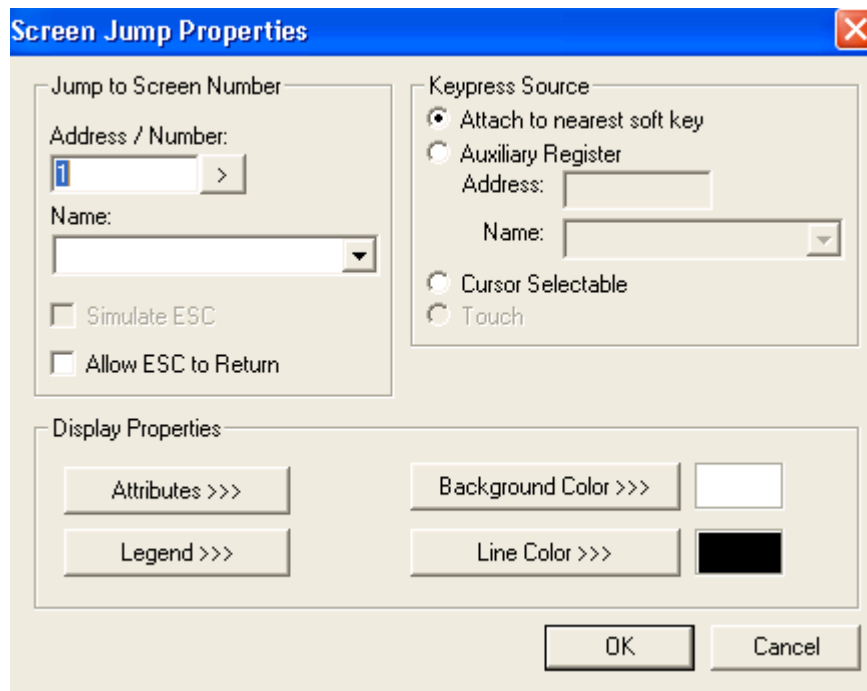 Screen Jump Properties
Jump to Screen Number
Address / Number:
1
>
Name:
Simulate ESC
Allow ESC to Return
Keypress Source
Attach to nearest soft key
Auxiliary Register
Address:
Name:
Cursor Selectable
Touch
Display Properties
Attributes >>>
Background Color >>>
Legend >>>
Line Color >>>
OK
Cancel